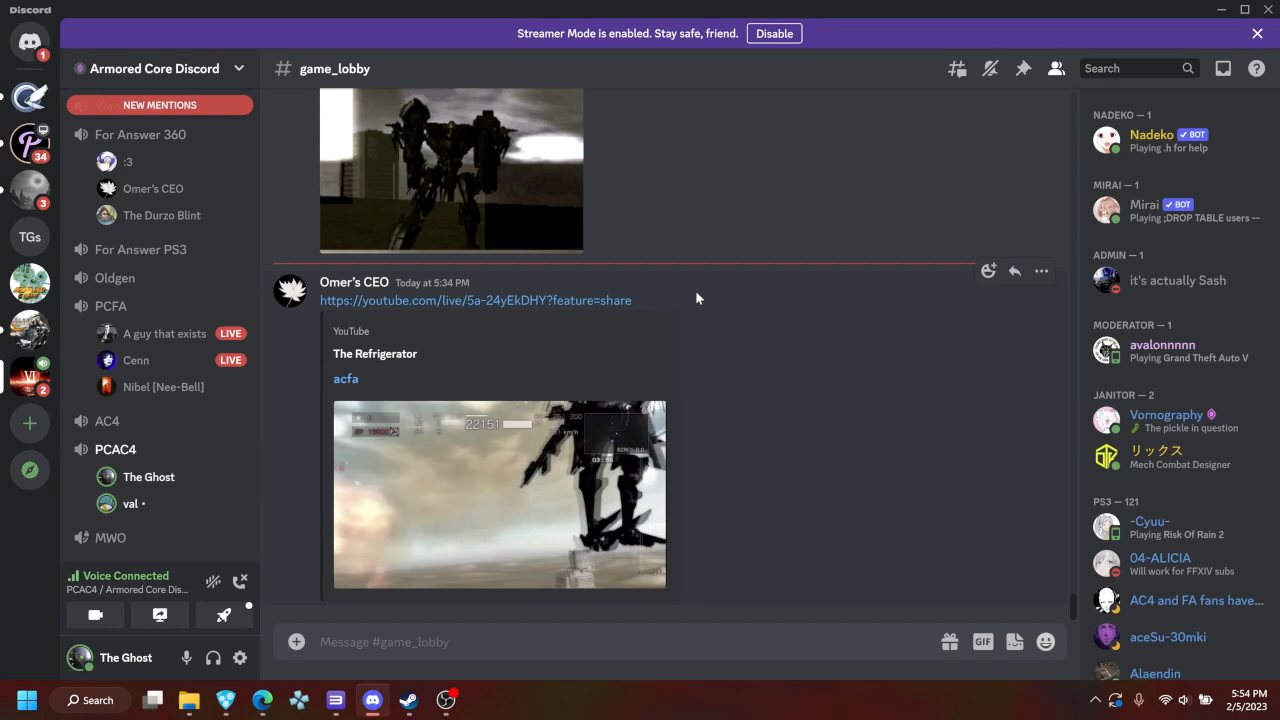 Discord
Streamer Mode is enabled. Stay safe, friend. Disable
1
Armored Core Discord
game_lobby
Search
NEW MENTIONS
34
3
TGs
VI
2
For Answer 360
:3
Omer's CEO
The Durzo Blint
For Answer PS3
Oldgen
PCFA
A guy that exists LIVE
Cenn LIVE
Nibel [Nee-Bell]
AC4
PCAC4
The Ghost
val •
MWO
Voice Connected
PCAC4 / Armored Core Dis...
The Ghost
Omer's CEO Today at 5:34 PM
https://youtube.com/live/5a-24yEkDHY?feature=share
YouTube
The Refrigerator
acfa
22151
200
km/h
ECM
Message #game_lobby
GIF
NADEKO — 1
Nadeko BOT
Playing .h for help
MIRAI — 1
Mirai BOT
Playing ;DROP TABLE users --
ADMIN — 1
it's actually Sash
MODERATOR — 1
avalonnnnn
Playing Grand Theft Auto V
JANITOR — 2
Vornography
The pickle in question
リックス
Mech Combat Designer
PS3 — 121
-Cyuu-
Playing Risk Of Rain 2
04-ALICIA
Will work for FFXIV subs
AC4 and FA fans have...
aceSu-30mki
Alaendin
Search
5:54 PM
2/5/2023